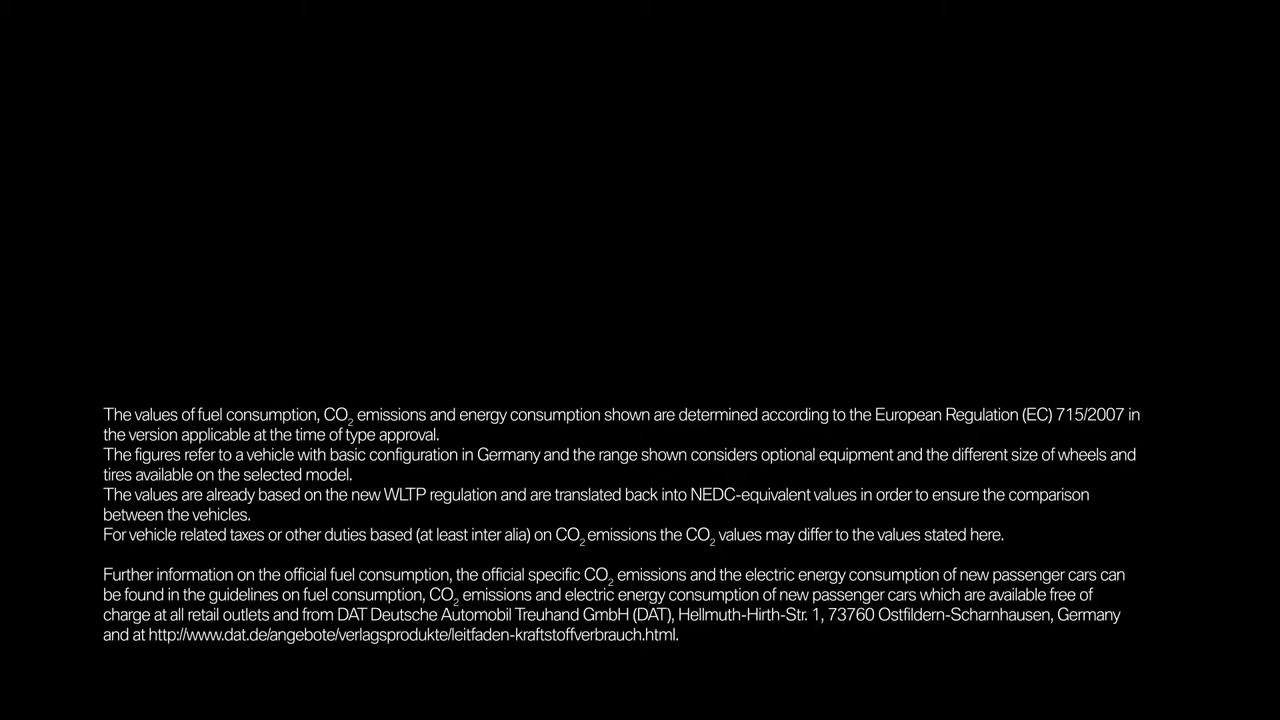 The values of fuel consumption, CO₂ emissions and energy consumption shown are determined according to the European Regulation (EC) 715/2007 in
the version applicable at the time of type approval.
The figures refer to a vehicle with basic configuration in Germany and the range shown considers optional equipment and the different size of wheels and
tires available on the selected model.
The values are already based on the new WLTP regulation and are translated back into NEDC-equivalent values in order to ensure the comparison
between the vehicles.
For vehicle related taxes or other duties based (at least inter alia) on CO₂ emissions the CO₂ values may differ to the values stated here.
Further information on the official fuel consumption, the official specific CO₂ emissions and the electric energy consumption of new passenger cars can
be found in the guidelines on fuel consumption, CO₂ emissions and electric energy consumption of new passenger cars which are available free of
charge at all retail outlets and from DAT Deutsche Automobil Treuhand GmbH (DAT), Hellmuth-Hirth-Str. 1, 73760 Ostfildern-Scharnhausen, Germany
and at http://www.dat.de/angebote/verlagsprodukte/leitfaden-kraftstoffverbrauch.html.